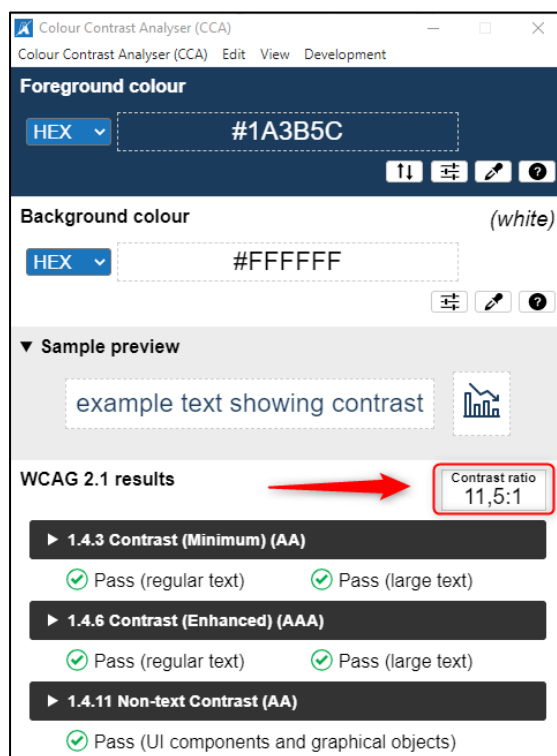 Colour Contrast Analyser (CCA)
Colour Contrast Analyser (CCA) Edit View Development
Foreground colour
HEX #1A3B5C
Background colour (white)
HEX #FFFFFF
▼ Sample preview
example text showing contrast
WCAG 2.1 results
Contrast ratio
11,5:1
1.4.3 Contrast (Minimum) (AA)
Pass (regular text) Pass (large text)
1.4.6 Contrast (Enhanced) (AAA)
Pass (regular text) Pass (large text)
1.4.11 Non-text Contrast (AA)
Pass (UI components and graphical objects)